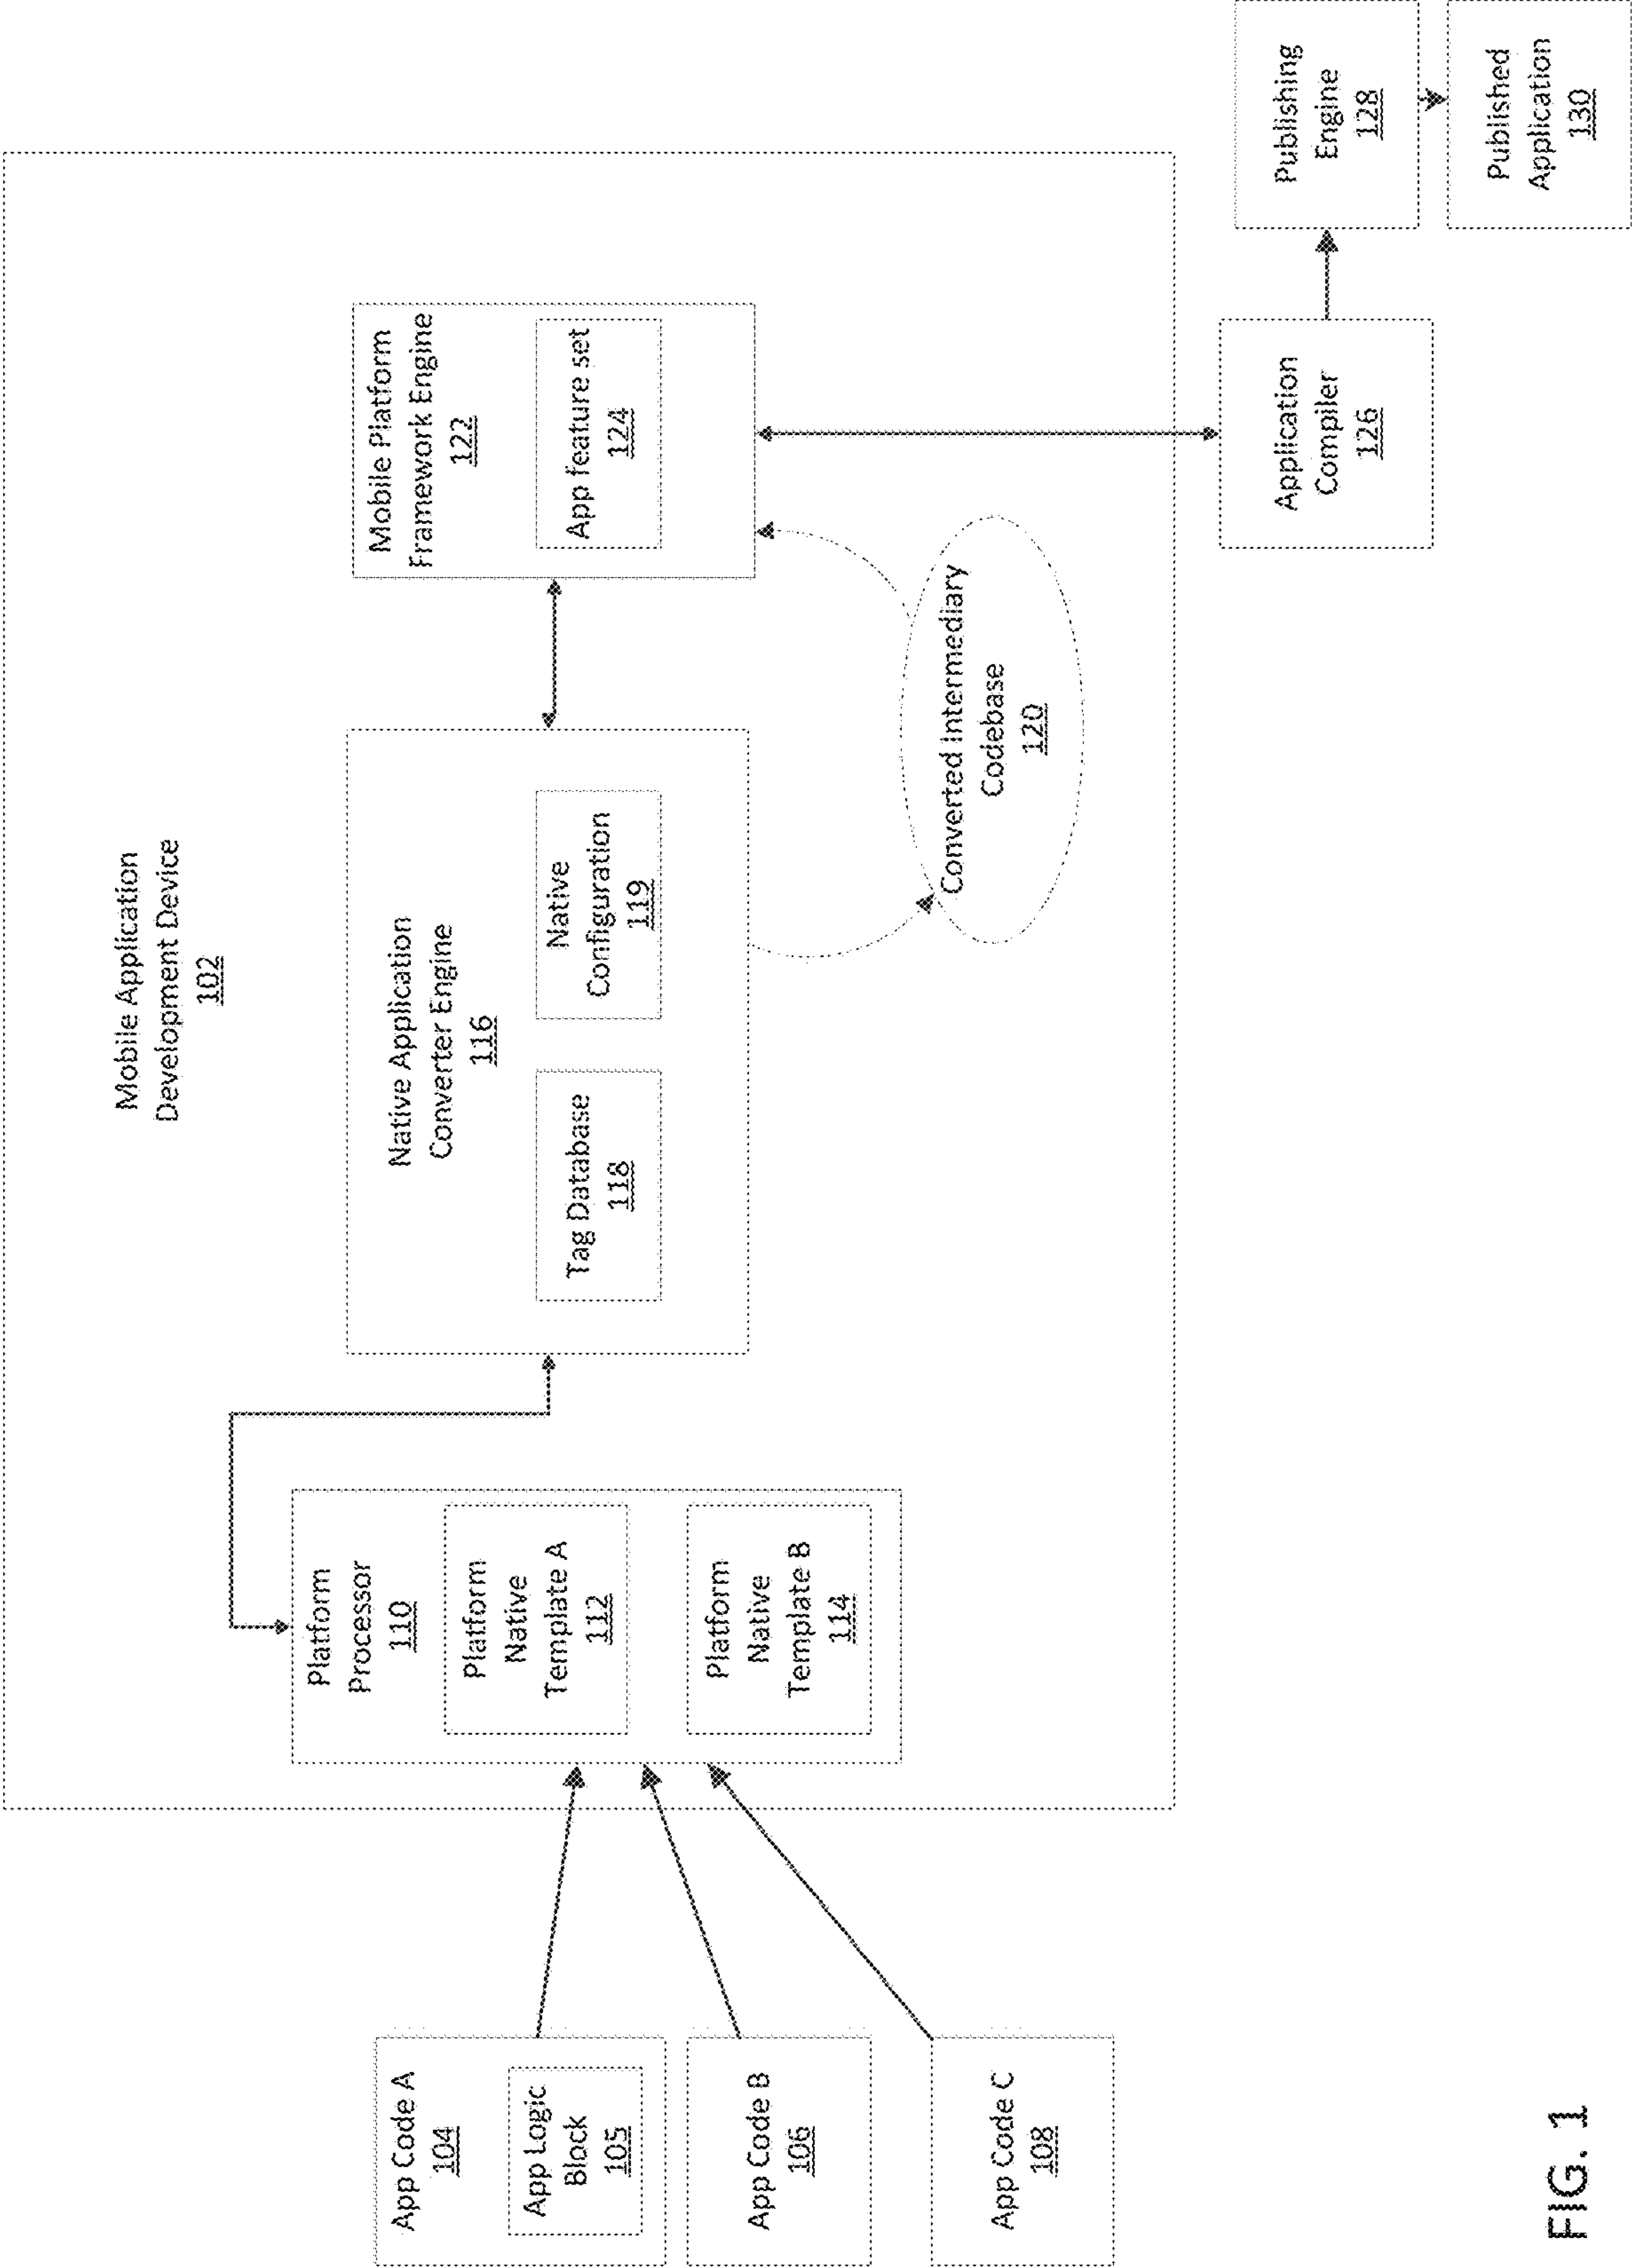 Mobile Application
Development Device
102
App Code A
104
App Logic
Block
105
App Code B
106
App Code C
108
Platform
Processor
110
Platform
Native
Template A
112
Platform
Native
Template B
114
Native Application
Converter Engine
116
Tag Database
118
Native
Configuration
119
Converted Intermediary
Codebase
120
Mobile Platform
Framework Engine
122
App feature set
124
Application
Compiler
126
Publishing
Engine
128
Published
Application
130
FIG. 1